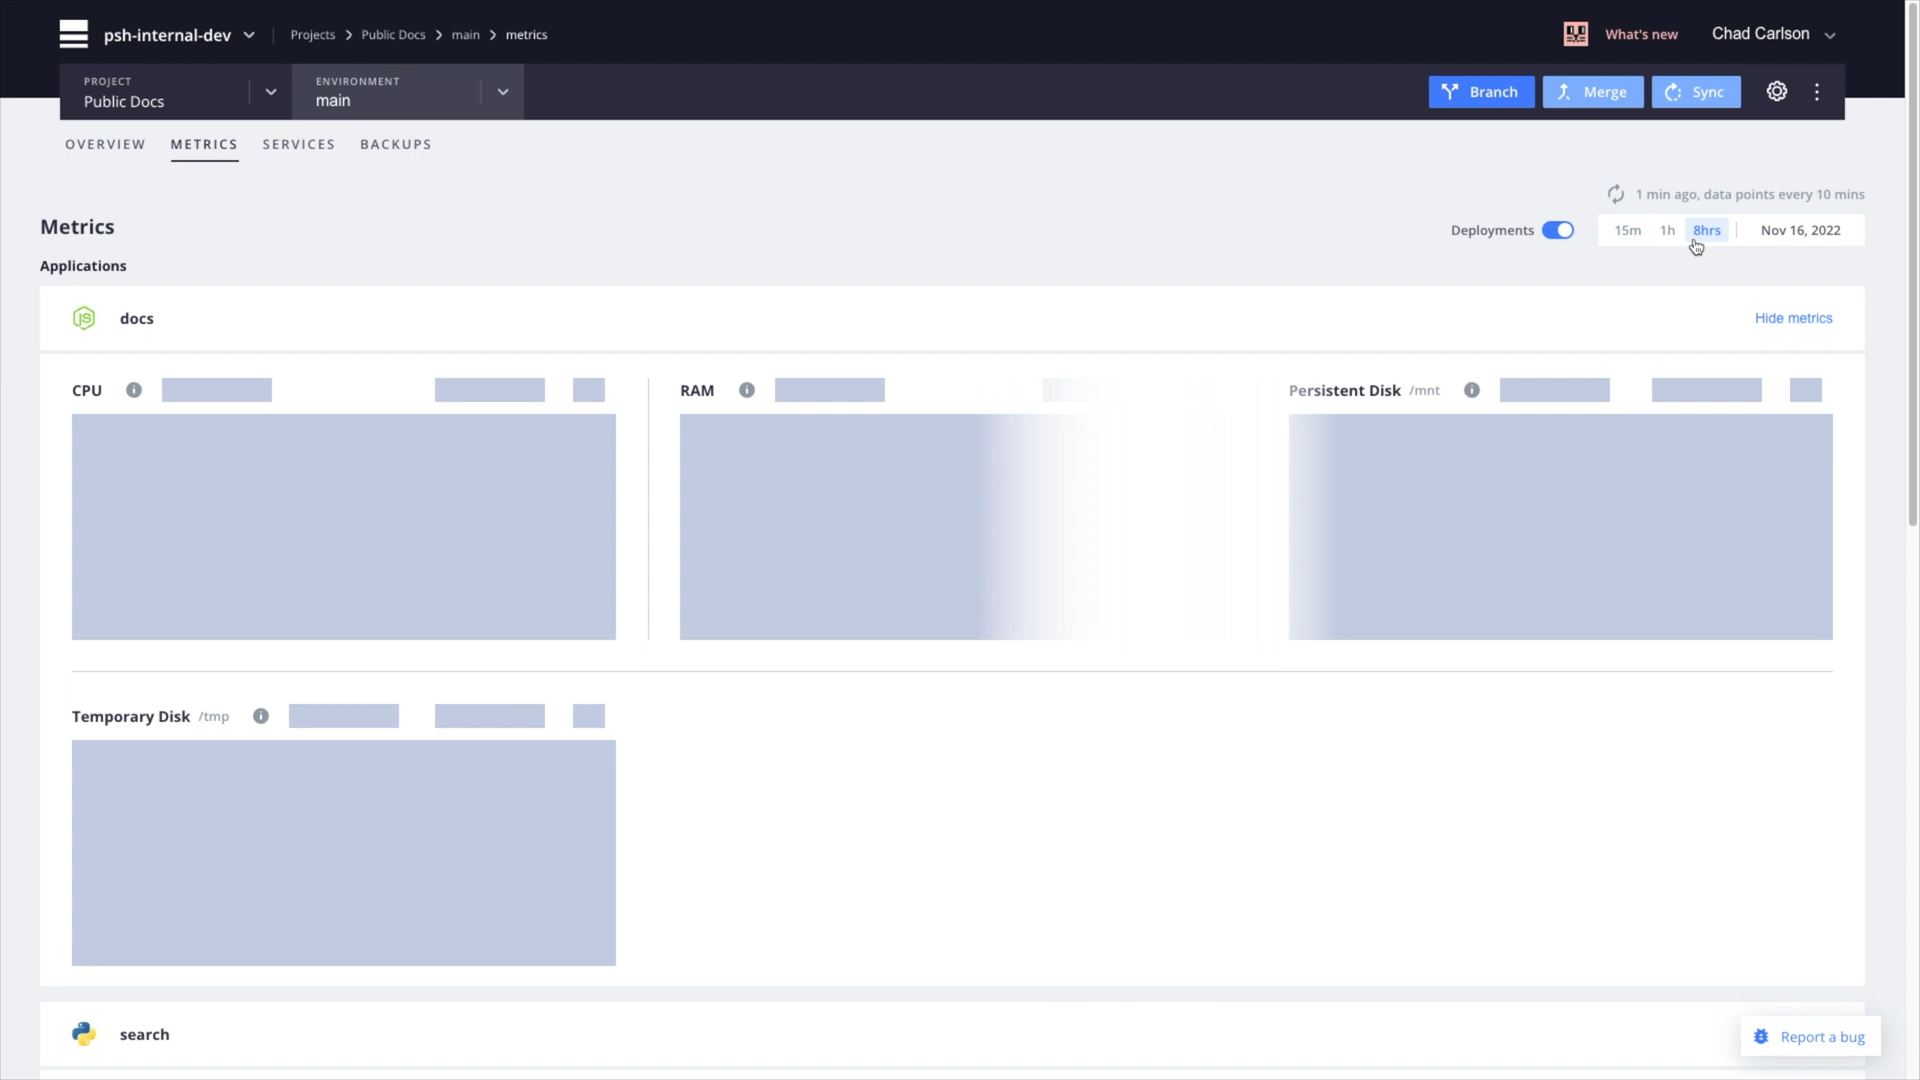 psh-internal-dev Projects Public Docs main metrics What's new Chad Carlson
PROJECT
Public Docs
ENVIRONMENT
main
Branch Merge Sync
OVERVIEW METRICS SERVICES BACKUPS
1 min ago, data points every 10 mins
Metrics
Deployments 15m 1h 8hrs Nov 16, 2022
Applications
JS docs Hide metrics
CPU RAM Persistent Disk /mnt
Temporary Disk /tmp
search
Report a bug